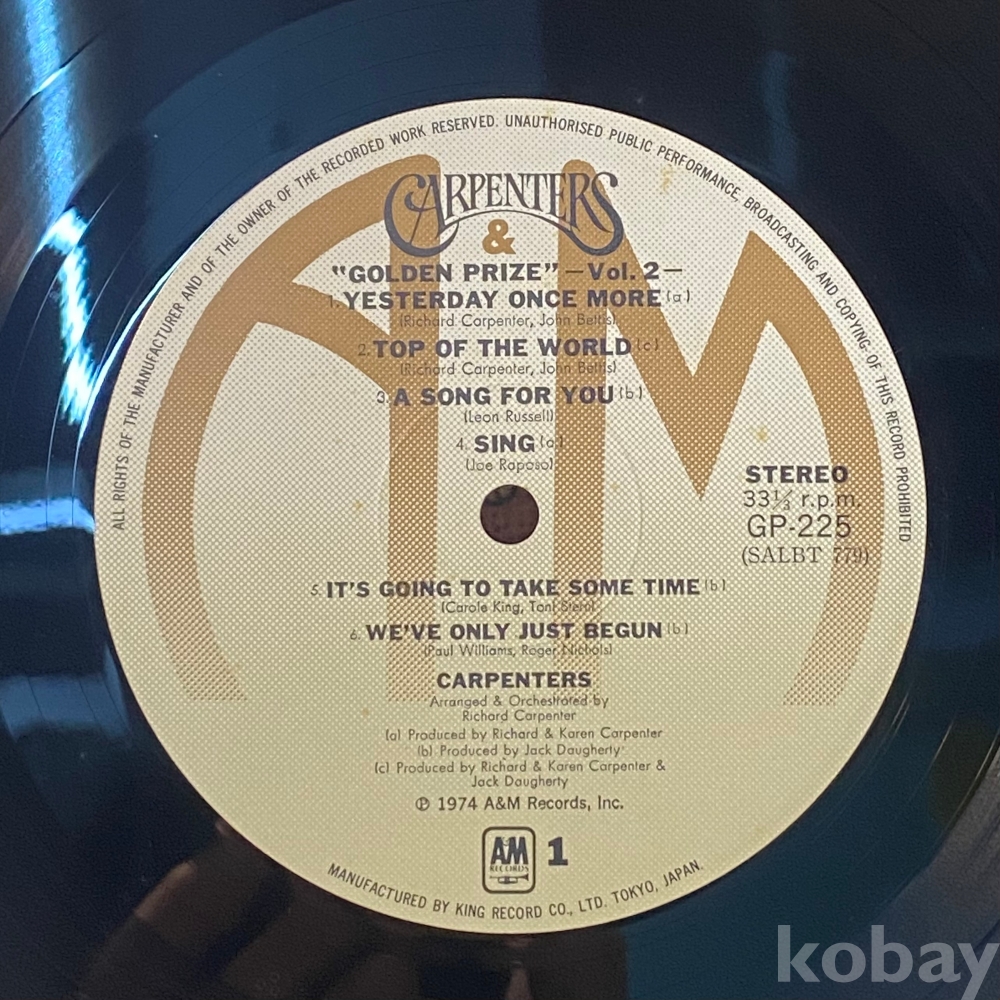 ALL RIGHTS OF THE MANUFACTURER AND OF THE OWNER OF THE RECORDED WORK RESERVED. UNAUTHORISED PUBLIC PERFORMANCE, BROADCASTING AND COPYING OF THIS RECORD PROHIBITED
CARPENTERS
&
"GOLDEN PRIZE" —Vol. 2—
1. YESTERDAY ONCE MORE (a)
(Richard Carpenter, John Bettis)
2. TOP OF THE WORLD (c)
(Richard Carpenter, John Bettis)
3. A SONG FOR YOU (b)
(Leon Russell)
4. SING (a)
(Joe Raposo)
STEREO
33⅓ r.p.m.
GP-225
(SALBT 779)
5. IT'S GOING TO TAKE SOME TIME (b)
(Carole King, Toni Stern)
6. WE'VE ONLY JUST BEGUN (b)
(Paul Williams, Roger Nichols)
CARPENTERS
Arranged & Orchestrated by
Richard Carpenter
(a) Produced by Richard & Karen Carpenter
(b) Produced by Jack Daugherty
(c) Produced by Richard & Karen Carpenter &
Jack Daugherty
℗ 1974 A&M Records, Inc.
A&M
RECORDS
1
MANUFACTURED BY KING RECORD CO., LTD. TOKYO, JAPAN.
kobay